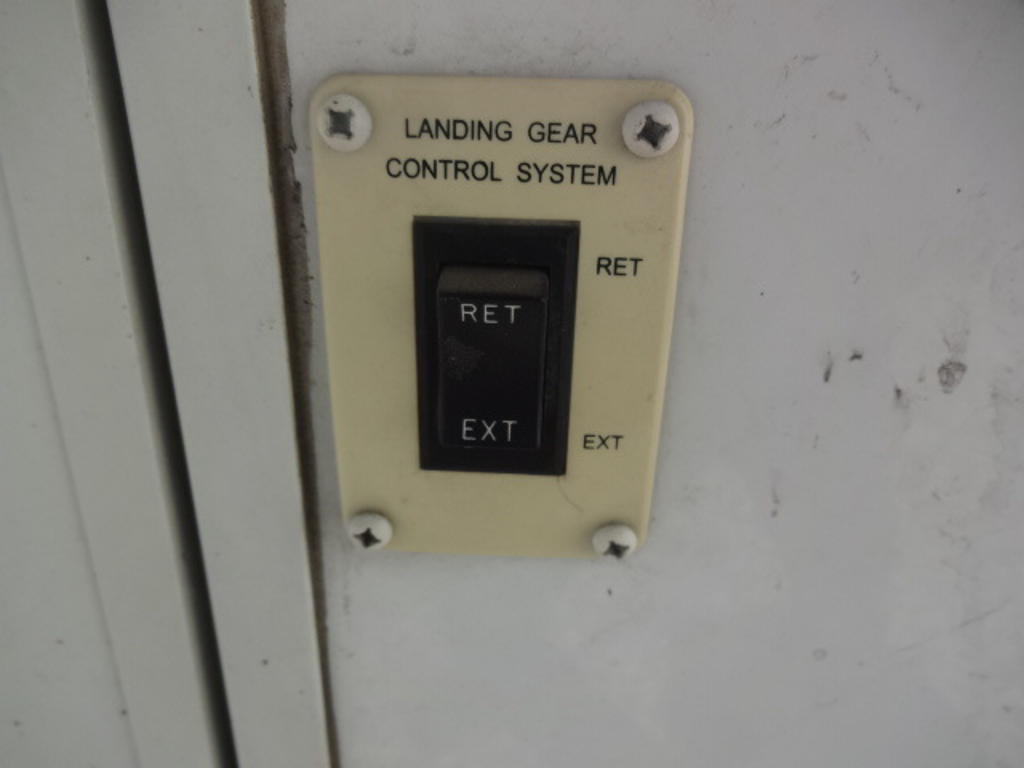 LANDING GEAR
CONTROL SYSTEM
RET
RET
EXT
EXT